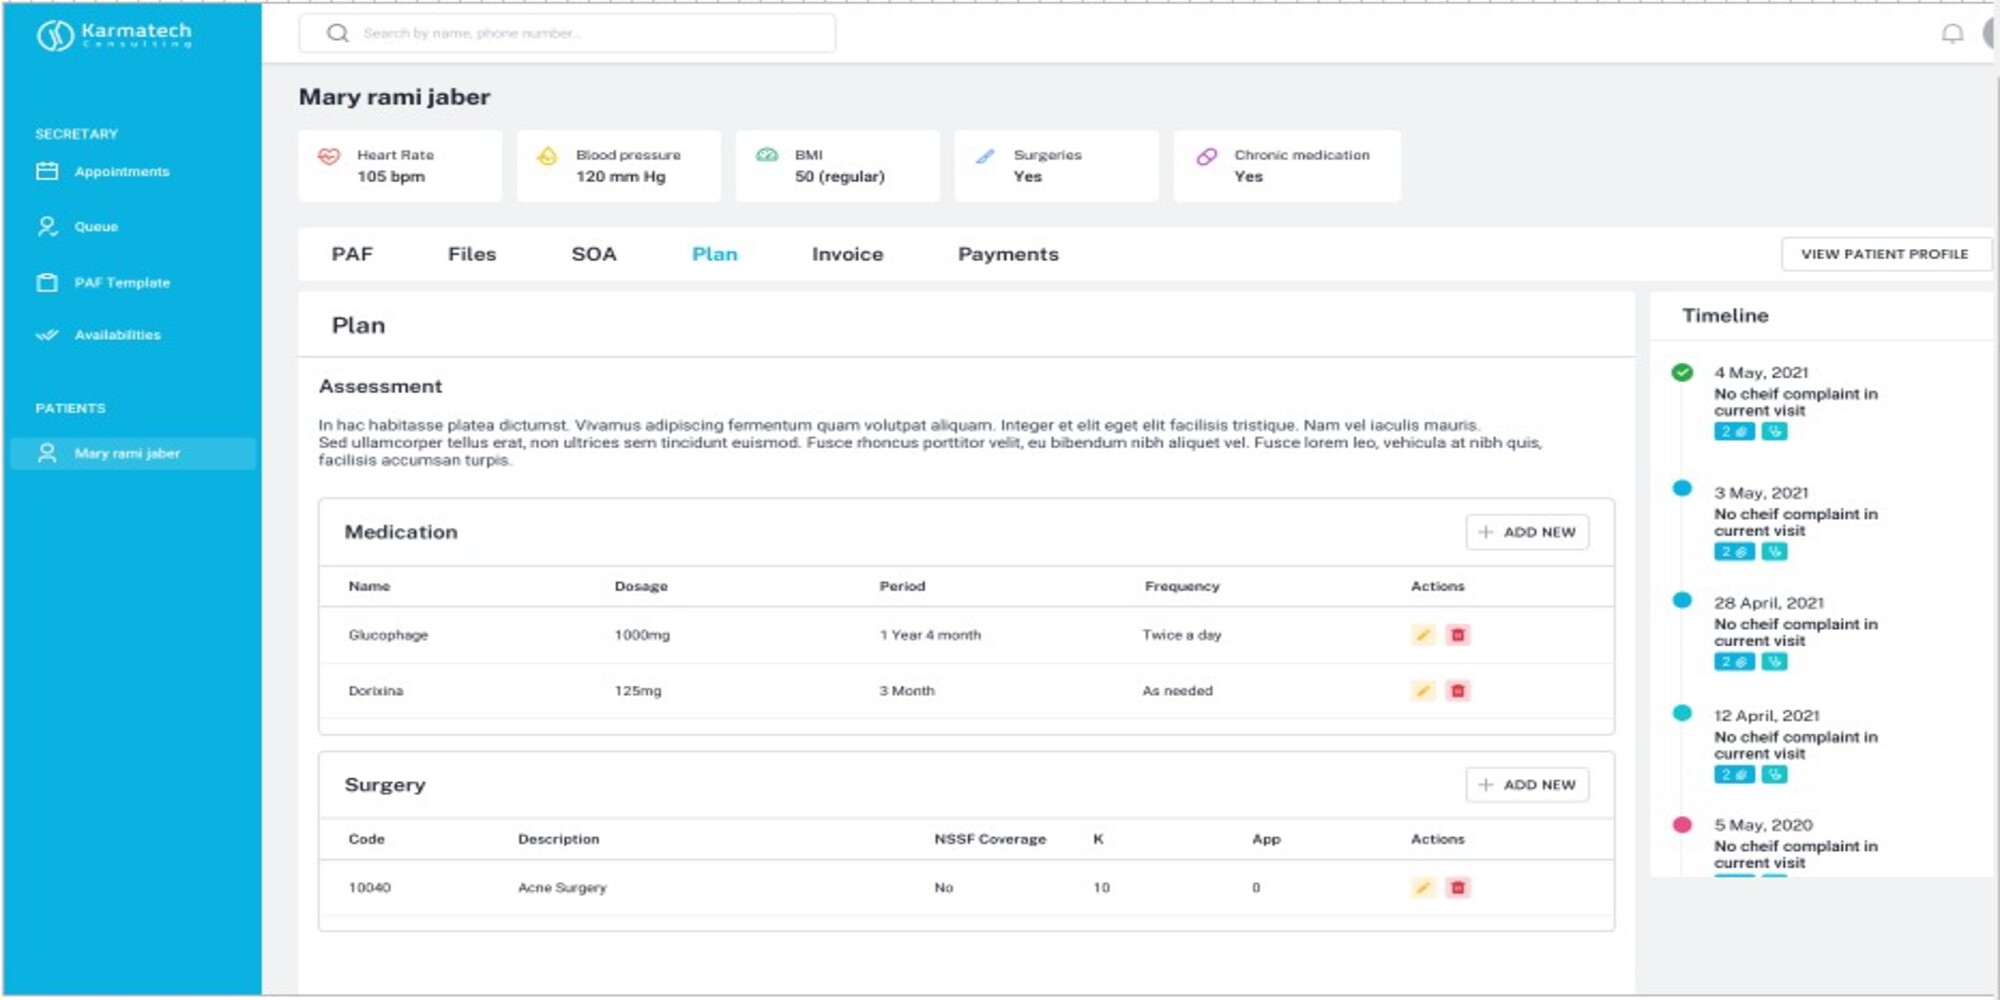 Karmatech
Consulting
Search by name, phone number...
SECRETARY
Appointments
Queue
PAF Template
Availabilities
PATIENTS
Mary rami jaber
Mary rami jaber
Heart Rate
105 bpm
Blood pressure
120 mm Hg
BMI
50 (regular)
Surgeries
Yes
Chronic medication
Yes
PAF Files SOA Plan Invoice Payments
VIEW PATIENT PROFILE
Plan
Assessment
In hac habitasse platea dictumst. Vivamus adipiscing fermentum quam volutpat aliquam. Integer et elit eget elit facilisis tristique. Nam vel iaculis mauris.
Sed ullamcorper tellus erat, non ultrices sem tincidunt euismod. Fusce rhoncus porttitor velit, eu bibendum nibh aliquet vel. Fusce lorem leo, vehicula at nibh quis,
facilisis accumsan turpis.
Medication
ADD NEW
Name Dosage Period Frequency Actions
Glucophage 1000mg 1 Year 4 month Twice a day
Dorixina 125mg 3 Month As needed
Surgery
ADD NEW
Code Description NSSF Coverage K App Actions
10040 Acne Surgery No 10 0
Timeline
4 May, 2021
No cheif complaint in
current visit
2
3 May, 2021
No cheif complaint in
current visit
2
28 April, 2021
No cheif complaint in
current visit
2
12 April, 2021
No cheif complaint in
current visit
2
5 May, 2020
No cheif complaint in
current visit